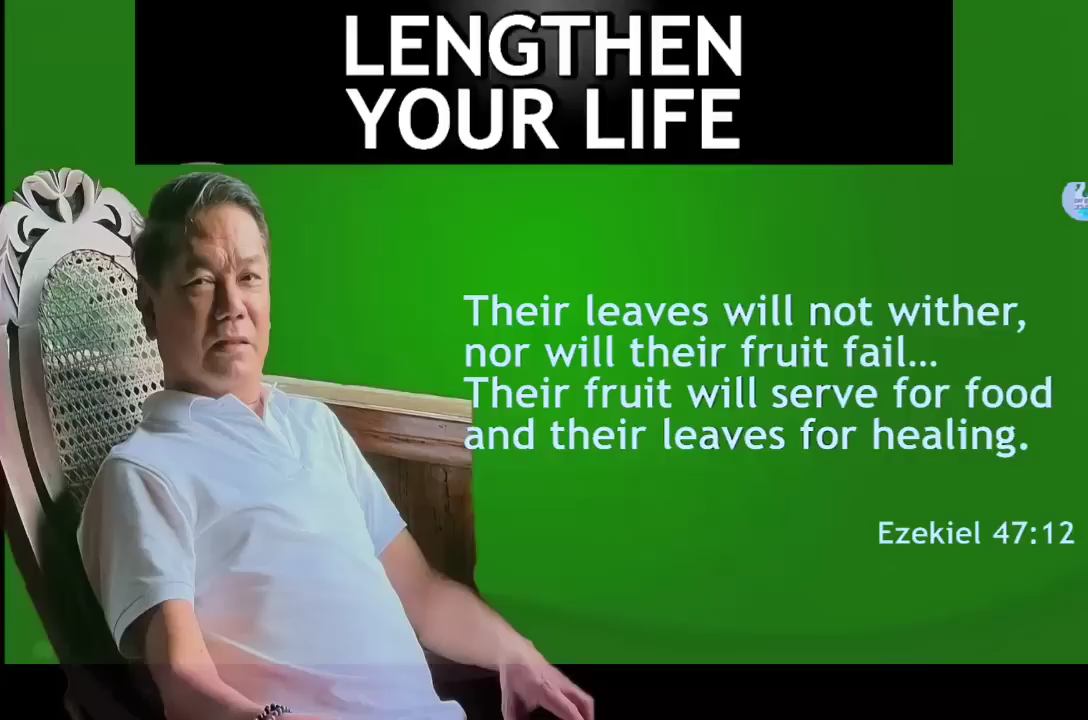 LENGTHEN
YOUR LIFE
Their leaves will not wither,
nor will their fruit fail...
Their fruit will serve for food
and their leaves for healing.
Ezekiel 47:12